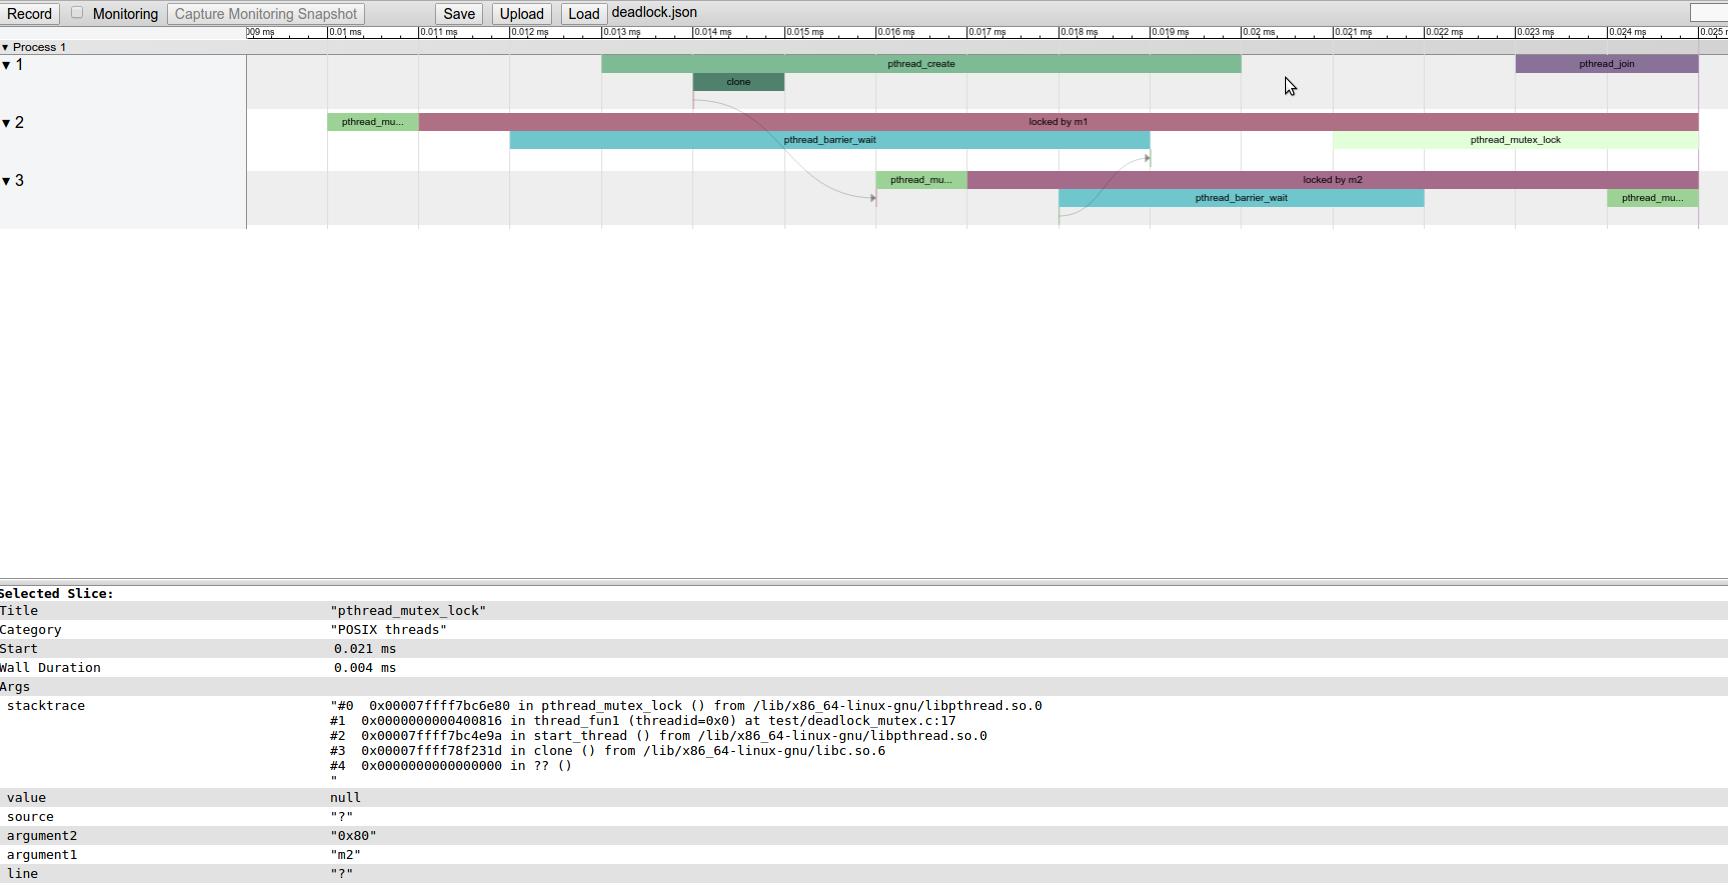 Record Monitoring Capture Monitoring Snapshot Save Upload Load deadlock.json
009 ms 0.01 ms 0.011 ms 0.012 ms 0.013 ms 0.014 ms 0.015 ms 0.016 ms 0.017 ms 0.018 ms 0.019 ms 0.02 ms 0.021 ms 0.022 ms 0.023 ms 0.024 ms 0.025 m
▼ Process 1
▼ 1 pthread_create pthread_join
clone
▼ 2 pthread_mu... locked by m1
pthread_barrier_wait pthread_mutex_lock
▼ 3 pthread_mu... locked by m2
pthread_barrier_wait pthread_mu...
Selected Slice:
Title "pthread_mutex_lock"
Category "POSIX threads"
Start 0.021 ms
Wall Duration 0.004 ms
Args
stacktrace "#0 0x00007ffff7bc6e80 in pthread_mutex_lock () from /lib/x86_64-linux-gnu/libpthread.so.0
#1 0x0000000000400816 in thread_fun1 (threadid=0x0) at test/deadlock_mutex.c:17
#2 0x00007ffff7bc4e9a in start_thread () from /lib/x86_64-linux-gnu/libpthread.so.0
#3 0x00007ffff78f231d in clone () from /lib/x86_64-linux-gnu/libc.so.6
#4 0x0000000000000000 in ?? ()
"
value null
source "?"
argument2 "0x80"
argument1 "m2"
line "?"